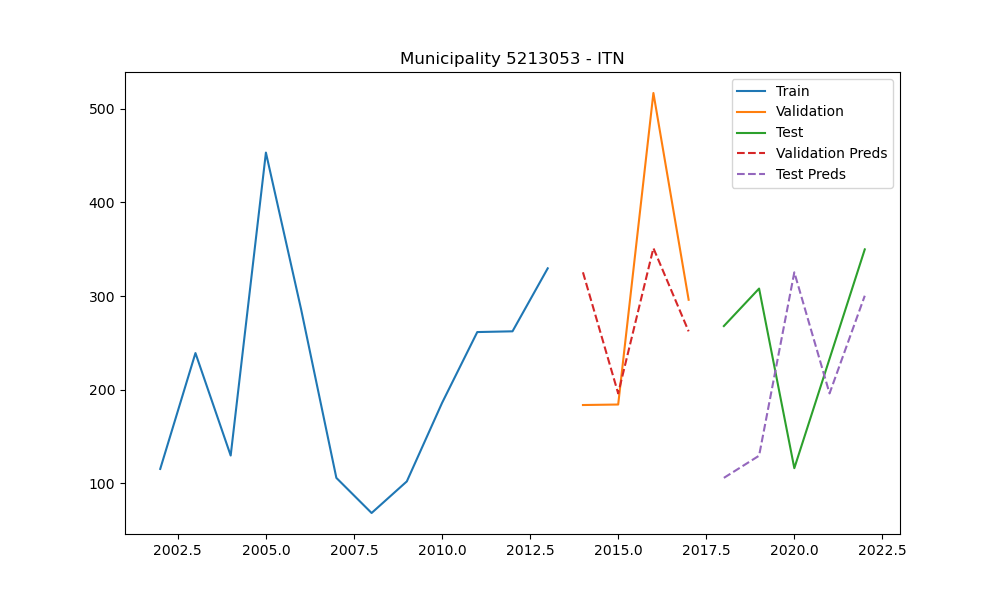 Municipality 5213053 - ITN
Train
Validation
Test
Validation Preds
Test Preds
500
400
300
200
100
2002.5 2005.0 2007.5 2010.0 2012.5 2015.0 2017.5 2020.0 2022.5